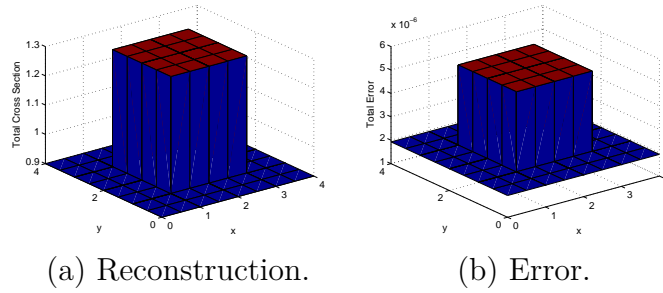 1.3
1.2
1.1
1
0.9
Total Cross Section
4
2
0
y
0
1
2
3
4
x
(a) Reconstruction.
x 10^-6
6
5
4
3
2
1
Total Error
4
2
0
y
0
1
2
3
x
(b) Error.